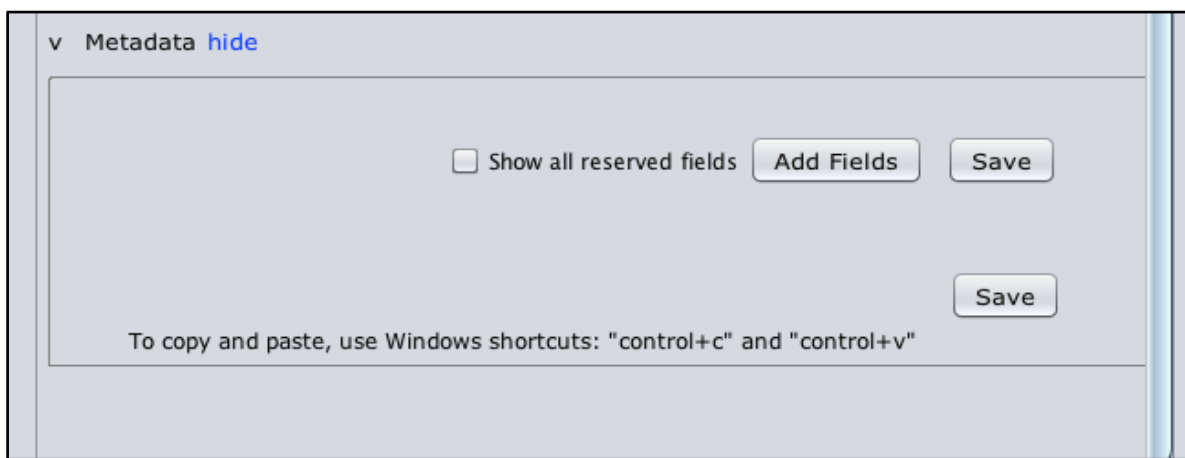 v Metadata hide
Show all reserved fields Add Fields Save
Save
To copy and paste, use Windows shortcuts: "control+c" and "control+v"